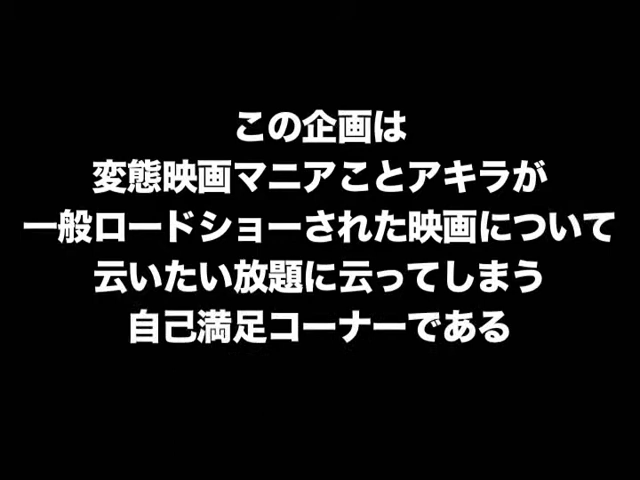 この企画は
変態映画マニアことアキラが
一般ロードショーされた映画について
云いたい放題に云ってしまう
自己満足コーナーである